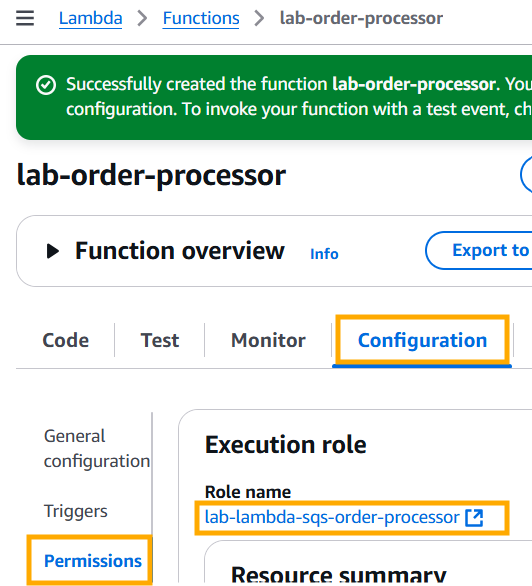 Lambda > Functions > lab-order-processor
Successfully created the function lab-order-processor. You
configuration. To invoke your function with a test event, ch
lab-order-processor
Function overview Info Export to
Code Test Monitor Configuration
General
configuration
Triggers
Permissions
Execution role
Role name
lab-lambda-sqs-order-processor
Resource summary